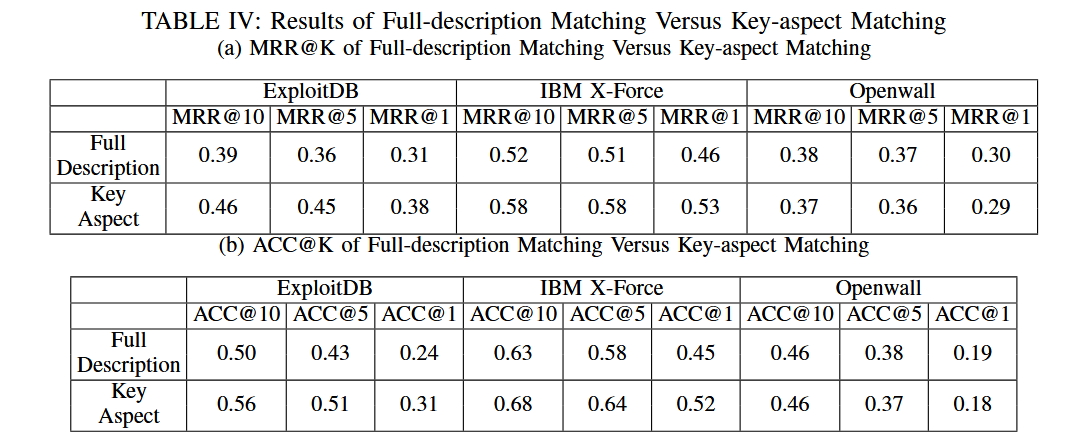 TABLE IV: Results of Full-description Matching Versus Key-aspect Matching
(a) MRR@K of Full-description Matching Versus Key-aspect Matching
ExploitDB IBM X-Force Openwall
MRR@10 MRR@5 MRR@1 MRR@10 MRR@5 MRR@1 MRR@10 MRR@5 MRR@1
Full Description 0.39 0.36 0.31 0.52 0.51 0.46 0.38 0.37 0.30
Key Aspect 0.46 0.45 0.38 0.58 0.58 0.53 0.37 0.36 0.29
(b) ACC@K of Full-description Matching Versus Key-aspect Matching
ExploitDB IBM X-Force Openwall
ACC@10 ACC@5 ACC@1 ACC@10 ACC@5 ACC@1 ACC@10 ACC@5 ACC@1
Full Description 0.50 0.43 0.24 0.63 0.58 0.45 0.46 0.38 0.19
Key Aspect 0.56 0.51 0.31 0.68 0.64 0.52 0.46 0.37 0.18